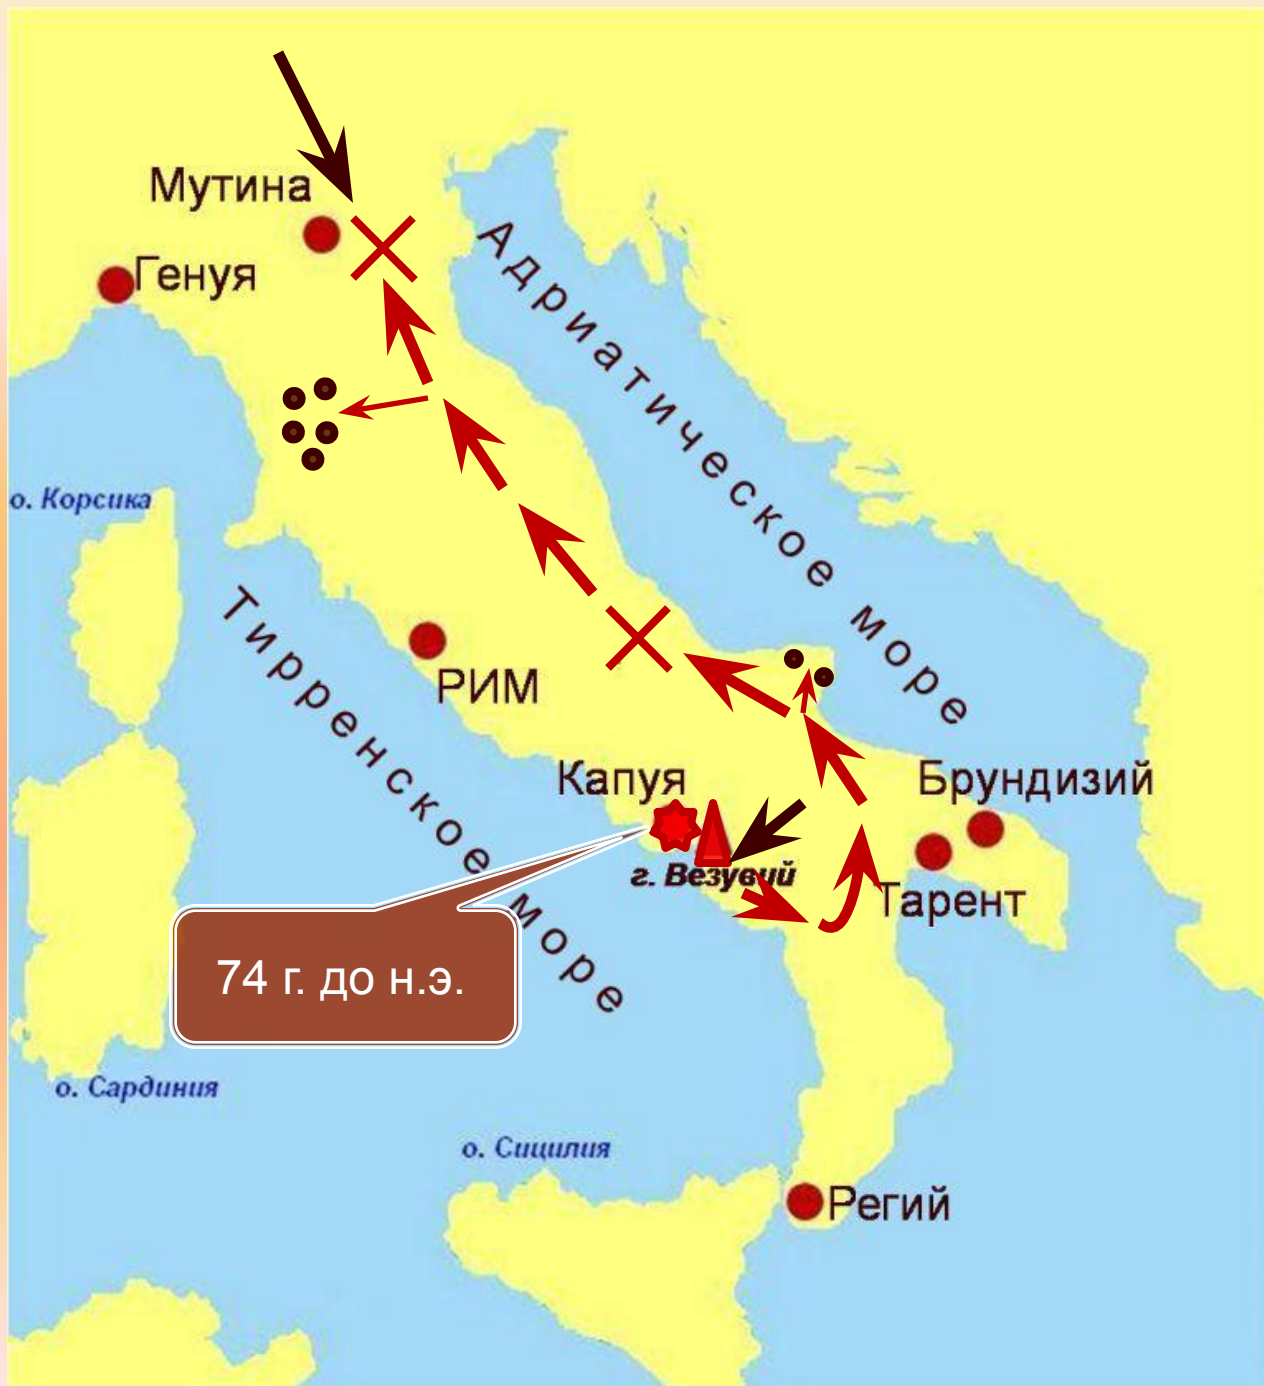 Мутина
Генуя
Адриатическое море
о. Корсика
Тирренское море
РИМ
Капуя
Брундизий
г. Везувий
Тарент
74 г. до н.э.
о. Сардиния
о. Сицилия
Регий